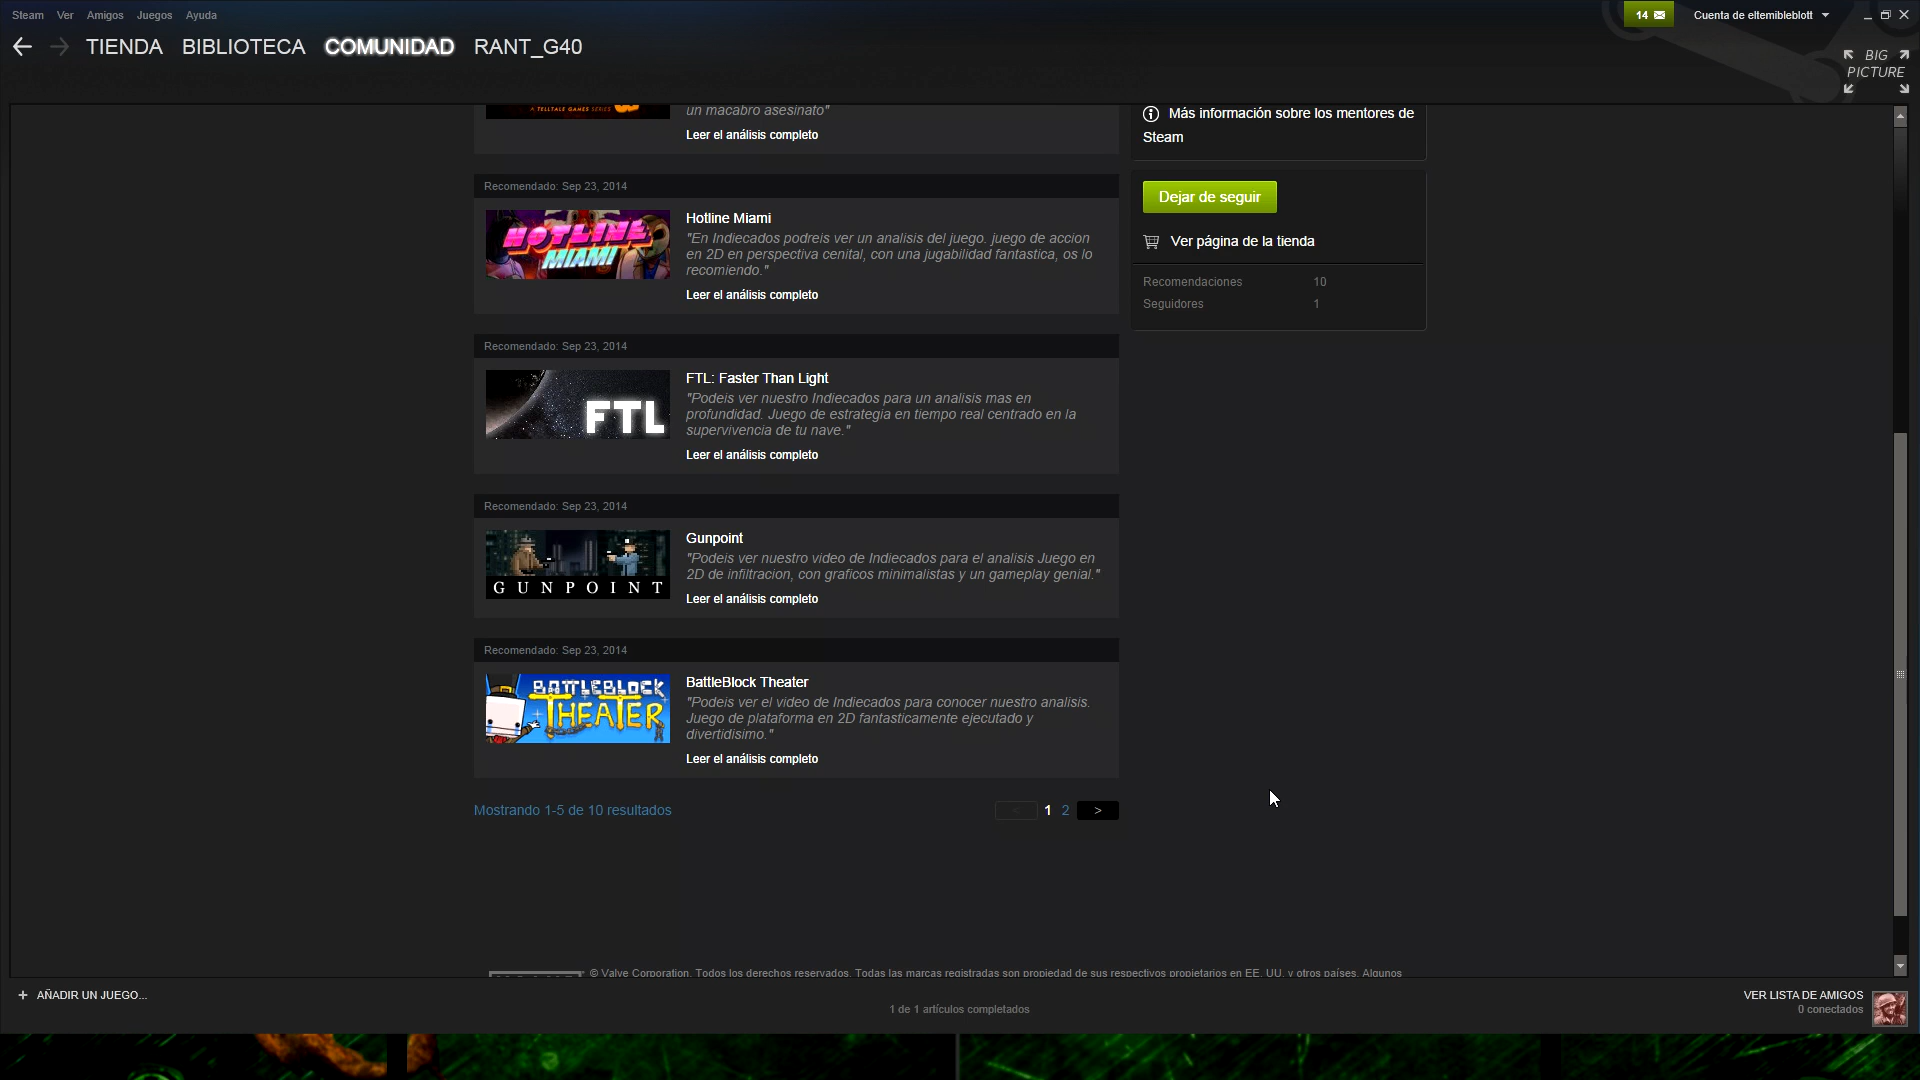 Steam Ver Amigos Juegos Ayuda
14
Cuenta de eltemibleblott
TIENDA BIBLIOTECA COMUNIDAD RANT_G40
BIG
PICTURE
A TELLTALE GAMES SERIES
un macabro asesinato"
Leer el análisis completo
Recomendado: Sep 23, 2014
HOTLINE
MIAMI
Hotline Miami
"En Indiecados podreis ver un analisis del juego. juego de accion
en 2D en perspectiva cenital, con una jugabilidad fantastica, os lo
recomiendo."
Leer el análisis completo
Recomendado: Sep 23, 2014
FTL
FTL: Faster Than Light
"Podeis ver nuestro Indiecados para un analisis mas en
profundidad. Juego de estrategia en tiempo real centrado en la
supervivencia de tu nave."
Leer el análisis completo
Recomendado: Sep 23, 2014
GUNPOINT
Gunpoint
"Podeis ver nuestro video de Indiecados para el analisis Juego en
2D de infiltracion, con graficos minimalistas y un gameplay genial."
Leer el análisis completo
Recomendado: Sep 23, 2014
BATTLEBLOCK
THEATER
BattleBlock Theater
"Podeis ver el video de Indiecados para conocer nuestro analisis.
Juego de plataforma en 2D fantasticamente ejecutado y
divertidisimo."
Leer el análisis completo
Mostrando 1-5 de 10 resultados
< 1 2 >
Más información sobre los mentores de
Steam
Dejar de seguir
Ver página de la tienda
Recomendaciones 10
Seguidores 1
© Valve Corporation. Todos los derechos reservados. Todas las marcas registradas son propiedad de sus respectivos propietarios en EE. UU. y otros países. Algunos
+ AÑADIR UN JUEGO...
1 de 1 artículos completados
VER LISTA DE AMIGOS
0 conectados